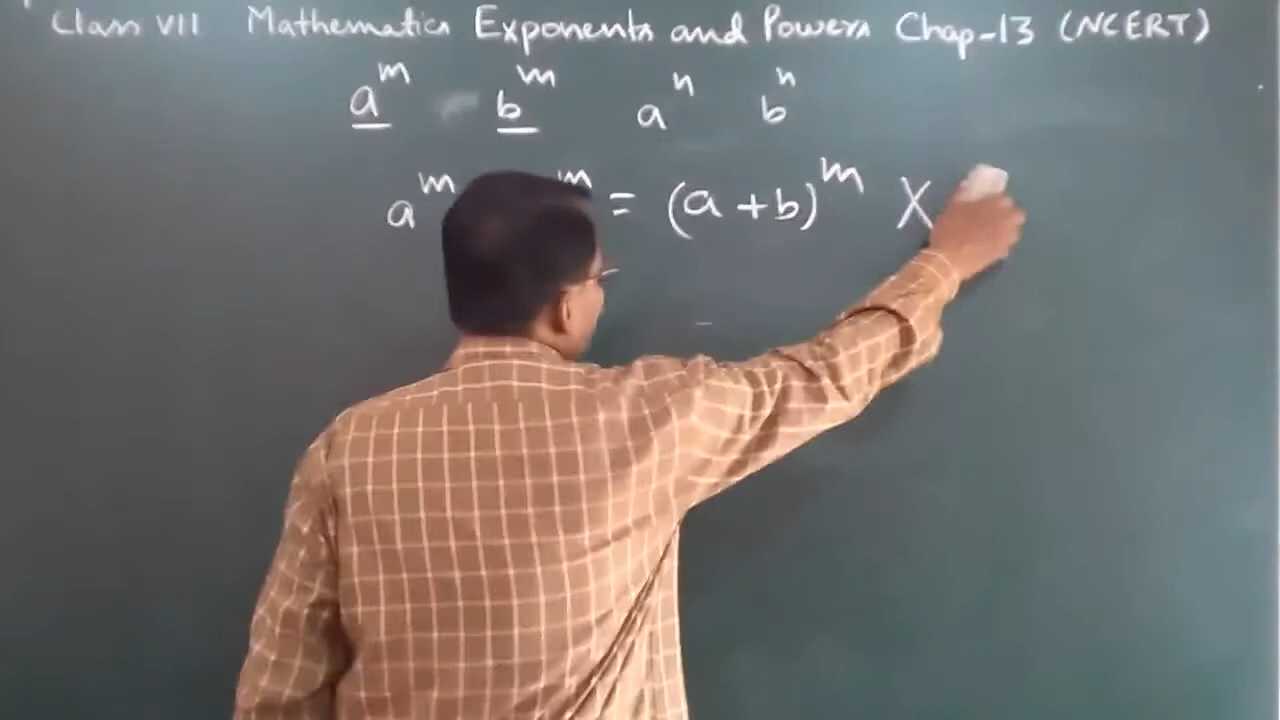 Class VII Mathematics Exponents and Powers Chap-13 (NCERT)
a^m b^m a^n b^n
a^m m = (a + b)^m X